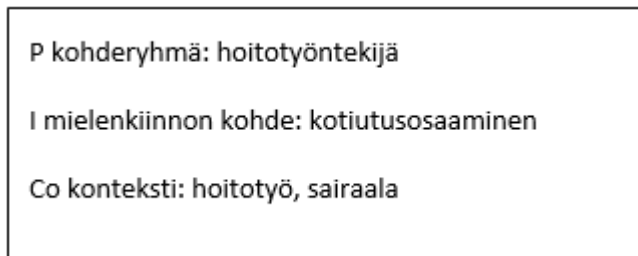 P kohderyhmä: hoitotyöntekijä
I mielenkiinnon kohde: kotiutusosaaminen
Co konteksti: hoitotyö, sairaala